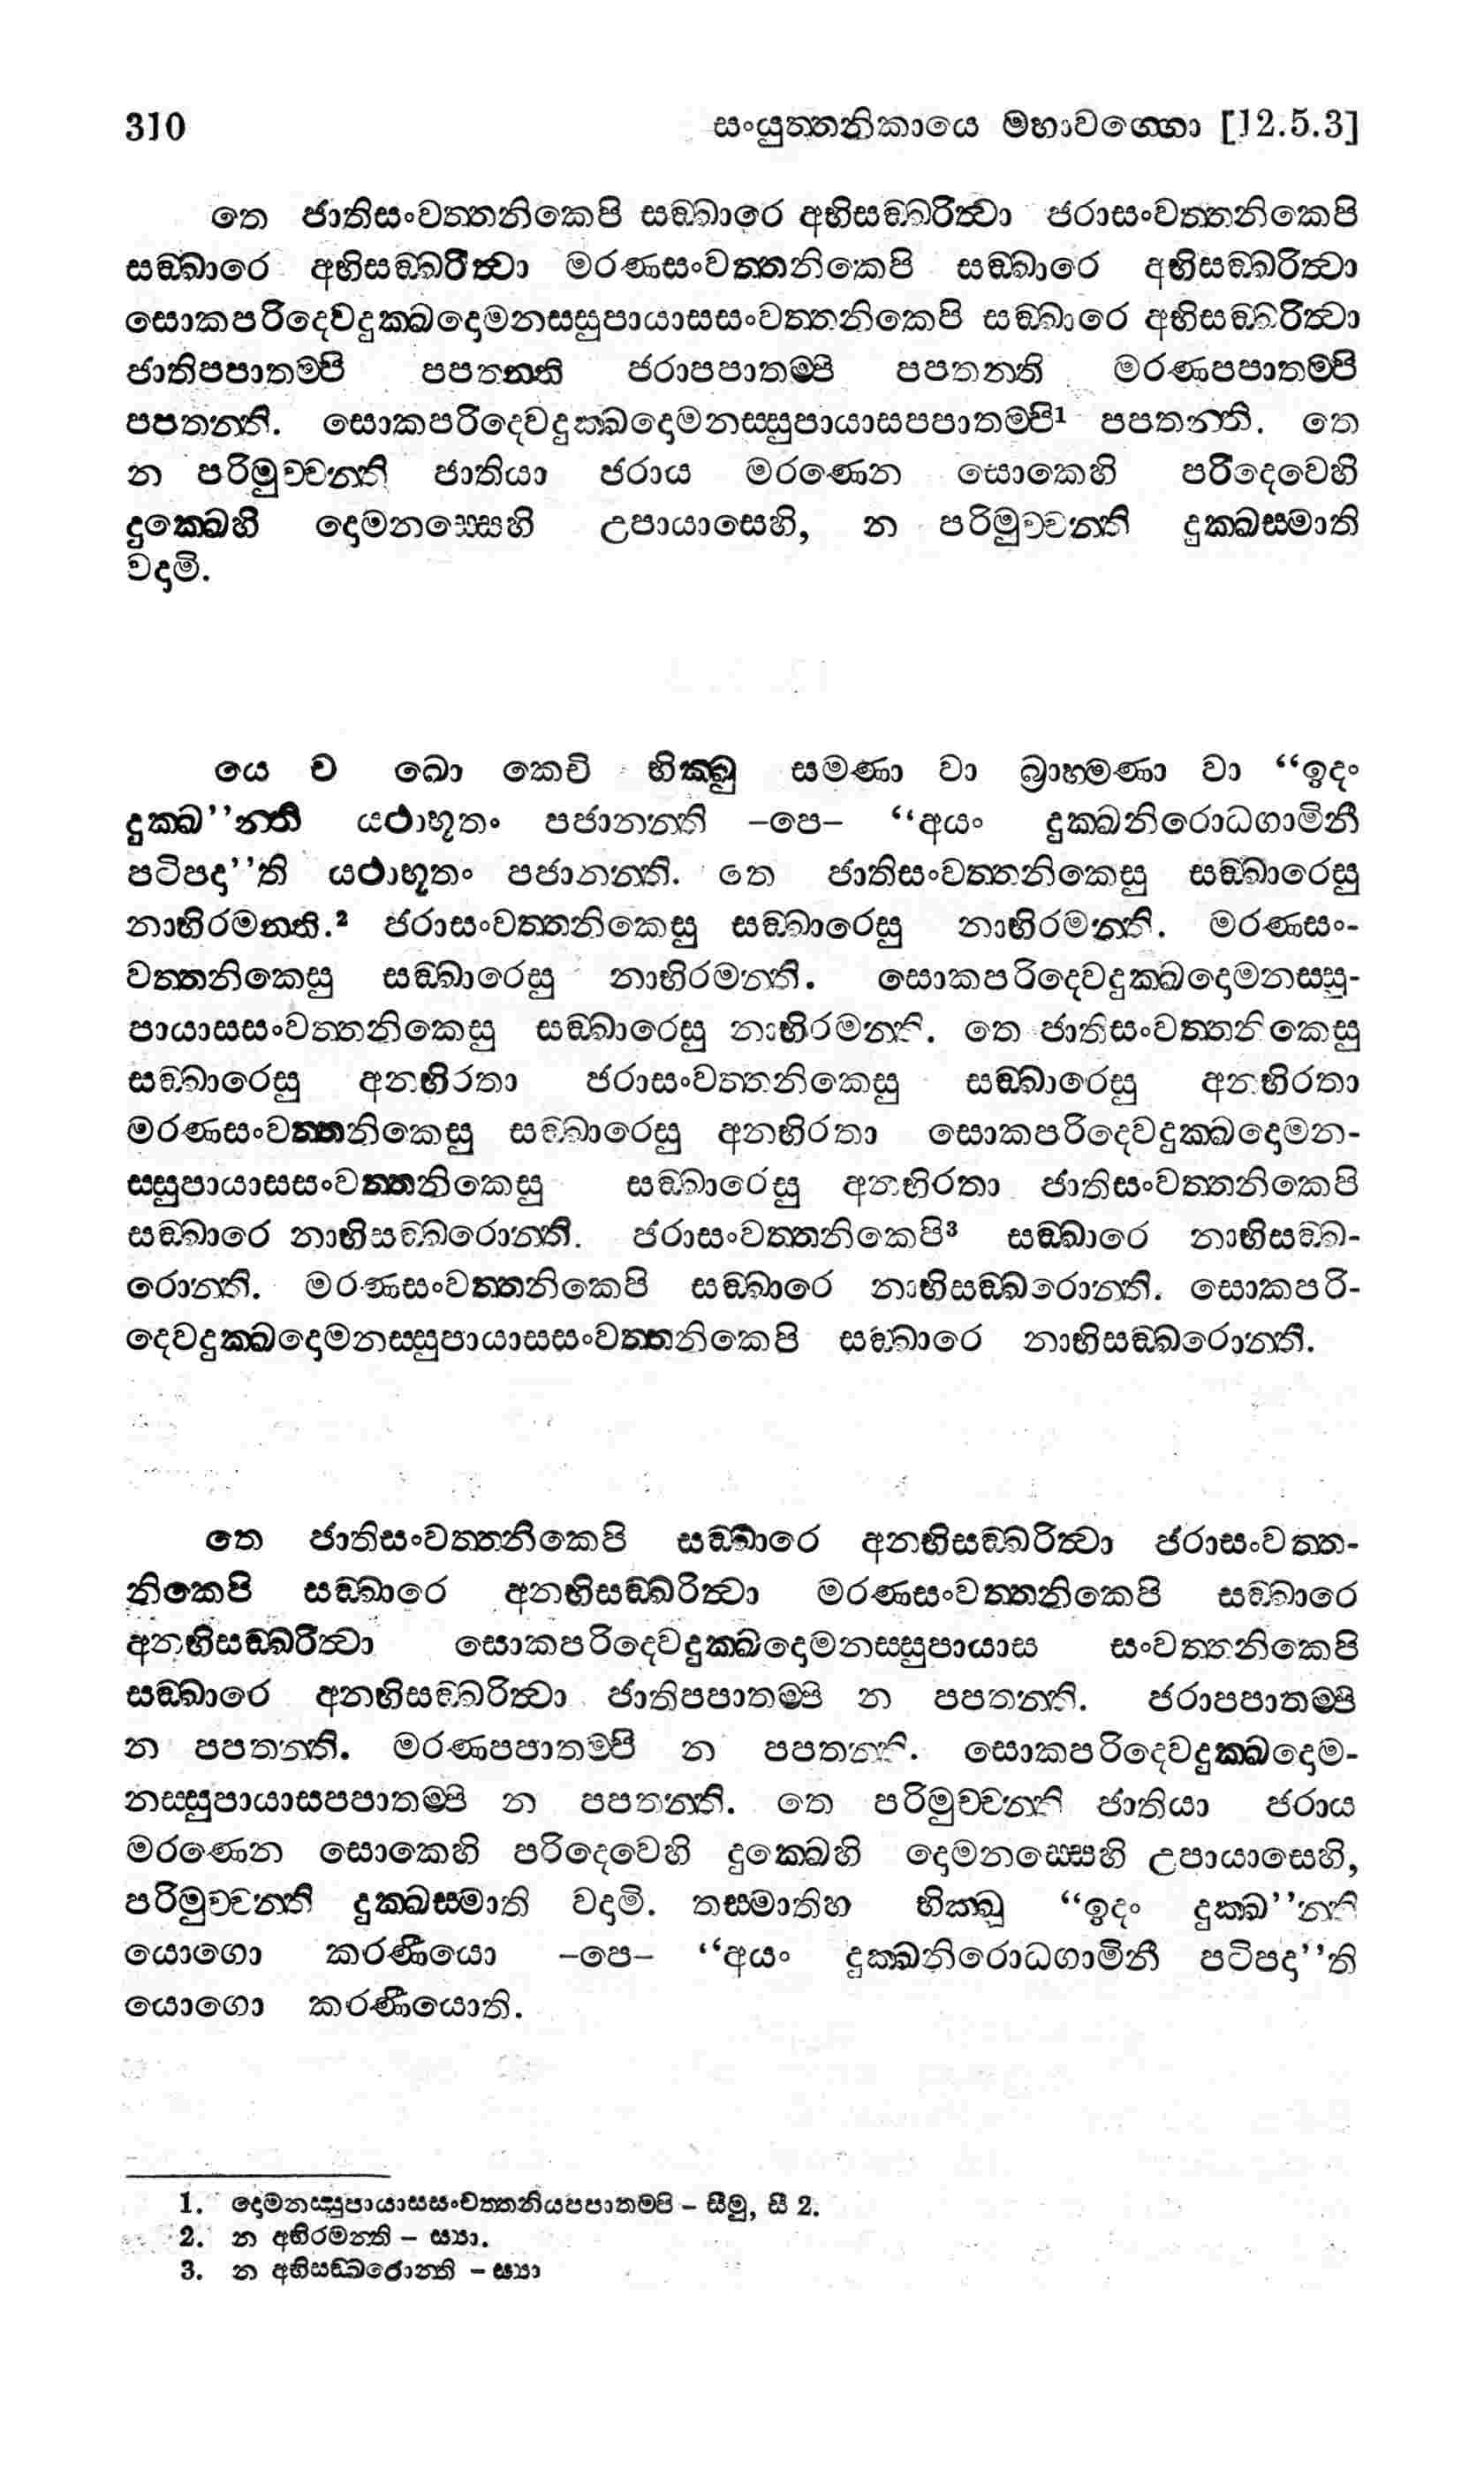 310
සංයුත්තනිකායෙ මහාවග්ගො [12.5.3]
තෙ ජාතිසංවත්තනිකෙපි සඞ්ඛාරෙ අභිසඞ්ඛරිත්වා ජරාසංවත්තනිකෙපි
සඞ්ඛාරෙ අභිසඞ්ඛරිත්වා මරණසංවත්තනිකෙපි සඞ්ඛාරෙ අභිසඞ්ඛරිත්වා
සොකපරිදෙවදුක්ඛදොමනස්සුපායාසසංවත්තනිකෙපි සඞ්ඛාරෙ අභිසඞ්ඛරිත්වා
ජාතිපපාතම්පි පපතන්ති ජරාපපාතම්පි පපතන්ති මරණපපාතම්පි
පපතන්ති. සොකපරිදෙවදුක්ඛදොමනස්සුපායාසපපාතම්පි¹ පපතන්ති. තෙ
න පරිමුච්චන්ති ජාතියා ජරාය මරණෙන සොකෙහි පරිදෙවෙහි
දුක්ඛෙහි දොමනස්සෙහි උපායාසෙහි, න පරිමුච්චන්ති දුක්ඛස්මාති
වදාමි.
යෙ ච ඛො කෙචි භික්ඛු සමණා වා බ්‍රාහ්මණා වා “ඉදං
දුක්ඛ’’න්ති යථාභූතං පජානන්ති –පෙ– “අයං දුක්ඛනිරොධගාමිනී
පටිපදා’’ති යථාභූතං පජානන්ති. තෙ ජාතිසංවත්තනිකෙසු සඞ්ඛාරෙසු
නාභිරමන්ති.² ජරාසංවත්තනිකෙසු සඞ්ඛාරෙසු නාභිරමන්ති. මරණසං-
වත්තනිකෙසු සඞ්ඛාරෙසු නාභිරමන්ති. සොකපරිදෙවදුක්ඛදොමනස්සු-
පායාසසංවත්තනිකෙසු සඞ්ඛාරෙසු නාභිරමන්ති. තෙ ජාතිසංවත්තනිකෙසු
සඞ්ඛාරෙසු අනභිරතා ජරාසංවත්තනිකෙසු සඞ්ඛාරෙසු අනභිරතා
මරණසංවත්තනිකෙසු සඞ්ඛාරෙසු අනභිරතා සොකපරිදෙවදුක්ඛදොමන-
ස්සුපායාසසංවත්තනිකෙසු සඞ්ඛාරෙසු අනභිරතා ජාතිසංවත්තනිකෙපි
සඞ්ඛාරෙ නාභිසඞ්ඛරොන්ති. ජරාසංවත්තනිකෙපි³ සඞ්ඛාරෙ නාභිසඞ්ඛ-
රොන්ති. මරණසංවත්තනිකෙපි සඞ්ඛාරෙ නාභිසඞ්ඛරොන්ති. සොකපරි-
දෙවදුක්ඛදොමනස්සුපායාසසංවත්තනිකෙපි සඞ්ඛාරෙ නාභිසඞ්ඛරොන්ති.
තෙ ජාතිසංවත්තනිකෙපි සඞ්ඛාරෙ අනභිසඞ්ඛරිත්වා ජරාසංවත්ත-
නිකෙපි සඞ්ඛාරෙ අනභිසඞ්ඛරිත්වා මරණසංවත්තනිකෙපි සඞ්ඛාරෙ
අනභිසඞ්ඛරිත්වා සොකපරිදෙවදුක්ඛදොමනස්සුපායාස සංවත්තනිකෙපි
සඞ්ඛාරෙ අනභිසඞ්ඛරිත්වා ජාතිපපාතම්පි න පපතන්ති. ජරාපපාතම්පි
න පපතන්ති. මරණපපාතම්පි න පපතන්ති. සොකපරිදෙවදුක්ඛදොම-
නස්සුපායාසපපාතම්පි න පපතන්ති. තෙ පරිමුච්චන්ති ජාතියා ජරාය
මරණෙන සොකෙහි පරිදෙවෙහි දුක්ඛෙහි දොමනස්සෙහි උපායාසෙහි,
පරිමුච්චන්ති දුක්ඛස්මාති වදාමි. තස්මාතිහ භික්ඛූ “ඉදං දුක්ඛ’’න්ති
යොගො කරණීයො –පෙ– “අයං දුක්ඛනිරොධගාමිනී පටිපදා’’ති
යොගො කරණීයොති.
1. දොමනස්සුපායාසසංවත්තනියපපාතම්පි – සීමු, සී 2.
2. න අභිරමන්ති – ස්‍යා.
3. න අභිසඞ්ඛරොන්ති – ස්‍යා